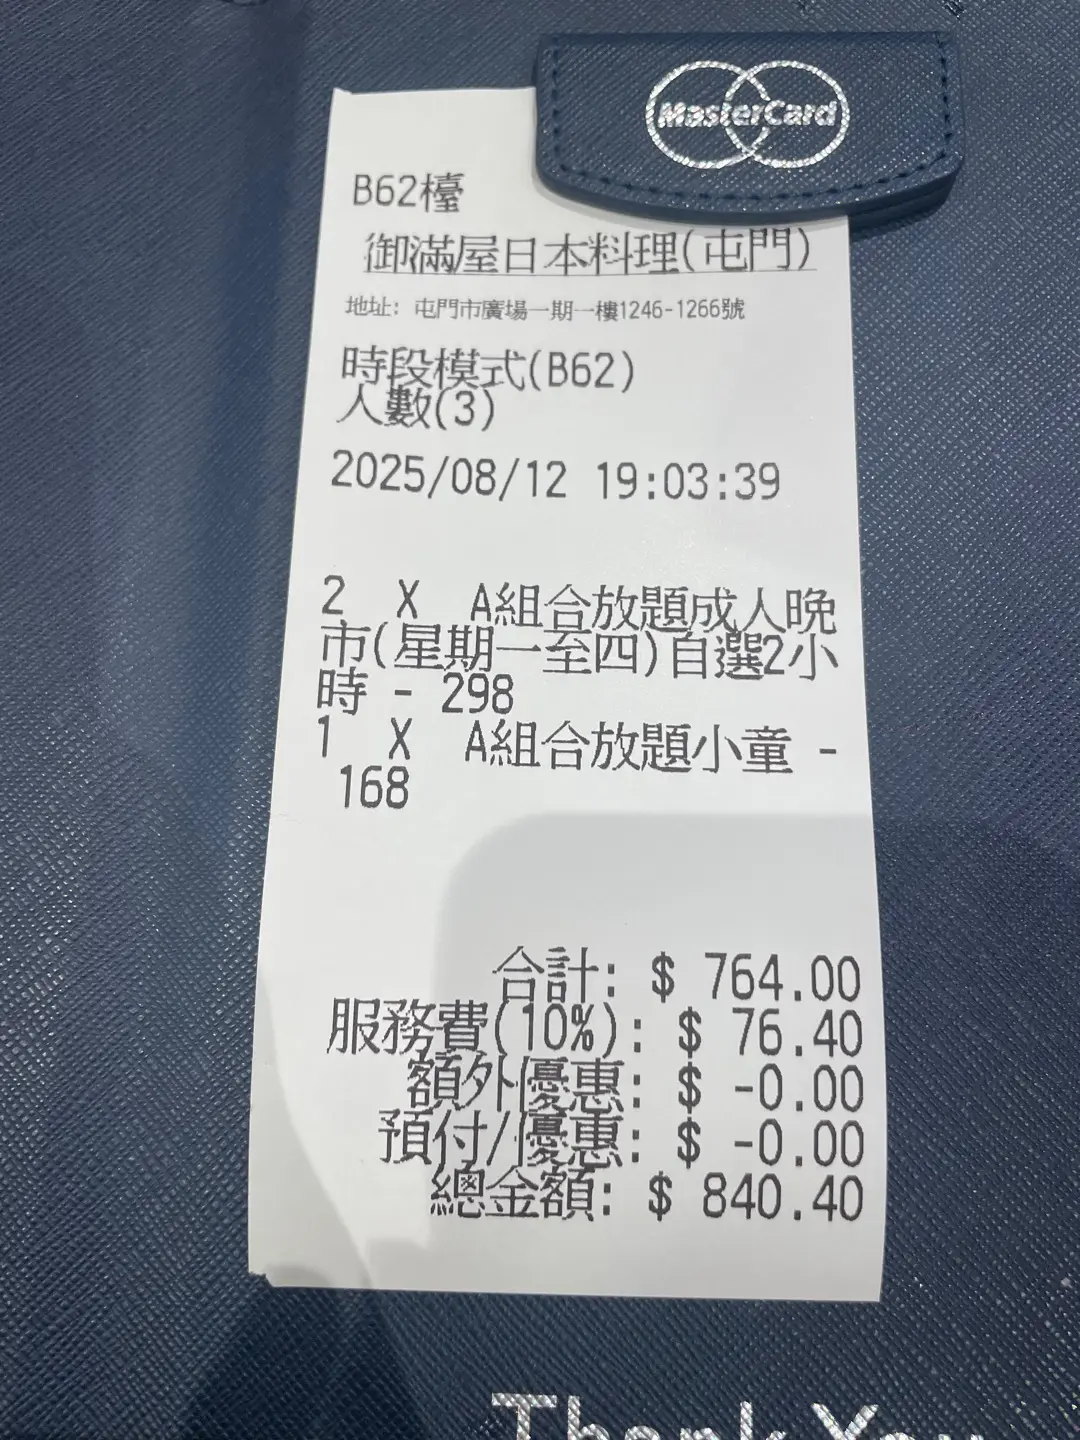 MasterCard
B62檯
御滿屋日本料理(屯門)
地址: 屯門市廣場一期一樓1246-1266號
時段模式(B62)
人數(3)
2025/08/12 19:03:39
2 X A組合放題成人晚
市(星期一至四)自選2小
時 - 298
1 X A組合放題小童 -
168
合計: $ 764.00
服務費(10%): $ 76.40
額外優惠: $ -0.00
預付/優惠: $ -0.00
總金額: $ 840.40
Thank You